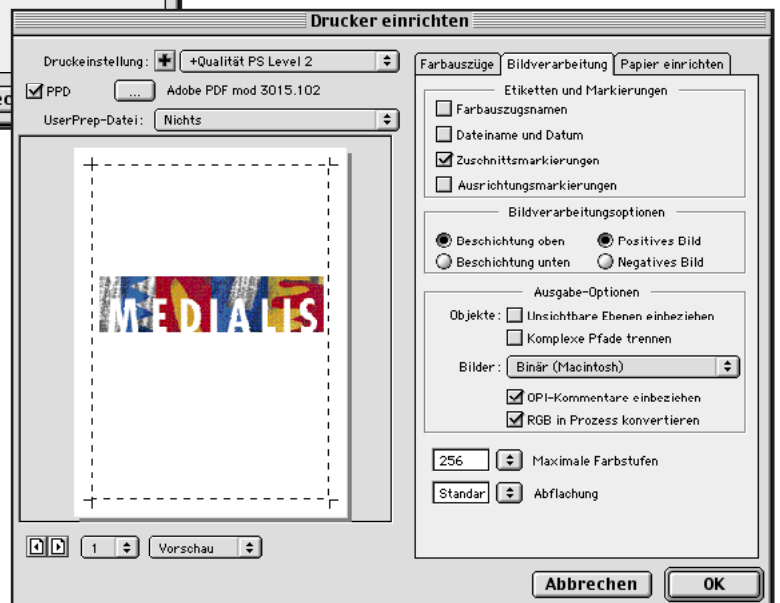 Drucker einrichten
Druckeinstellung: +Qualität PS Level 2
PPD ... Adobe PDF mod 3015.102
UserPrep-Datei: Nichts
MEDIALIS
1 Vorschau
Farbauszüge Bildverarbeitung Papier einrichten
Etiketten und Markierungen
Farbauszugsnamen
Dateiname und Datum
Zuschnittsmarkierungen
Ausrichtungsmarkierungen
Bildverarbeitungsoptionen
Beschichtung oben Positives Bild
Beschichtung unten Negatives Bild
Ausgabe-Optionen
Objekte: Unsichtbare Ebenen einbeziehen
Komplexe Pfade trennen
Bilder: Binär (Macintosh)
OPI-Kommentare einbeziehen
RGB in Prozess konvertieren
256 Maximale Farbstufen
Standar Abflachung
Abbrechen OK